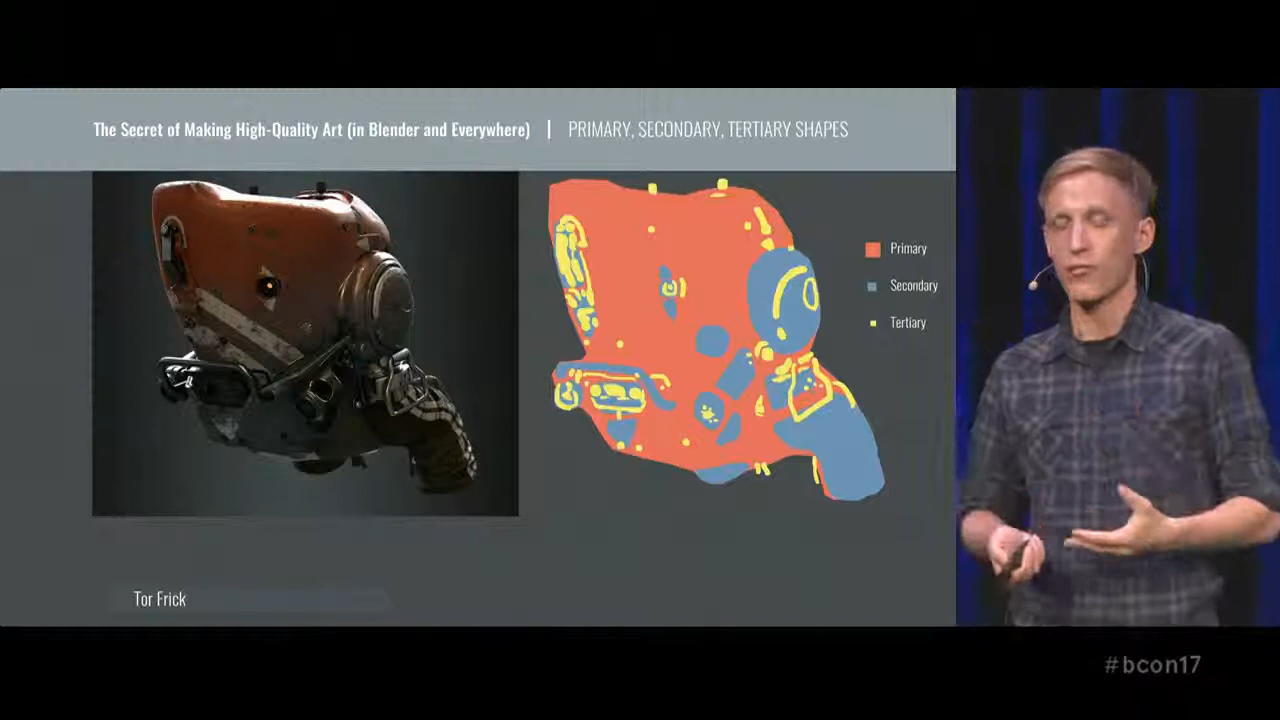 The Secret of Making High-Quality Art (in Blender and Everywhere) | PRIMARY, SECONDARY, TERTIARY SHAPES
Primary
Secondary
Tertiary
Tor Frick
#bcon17